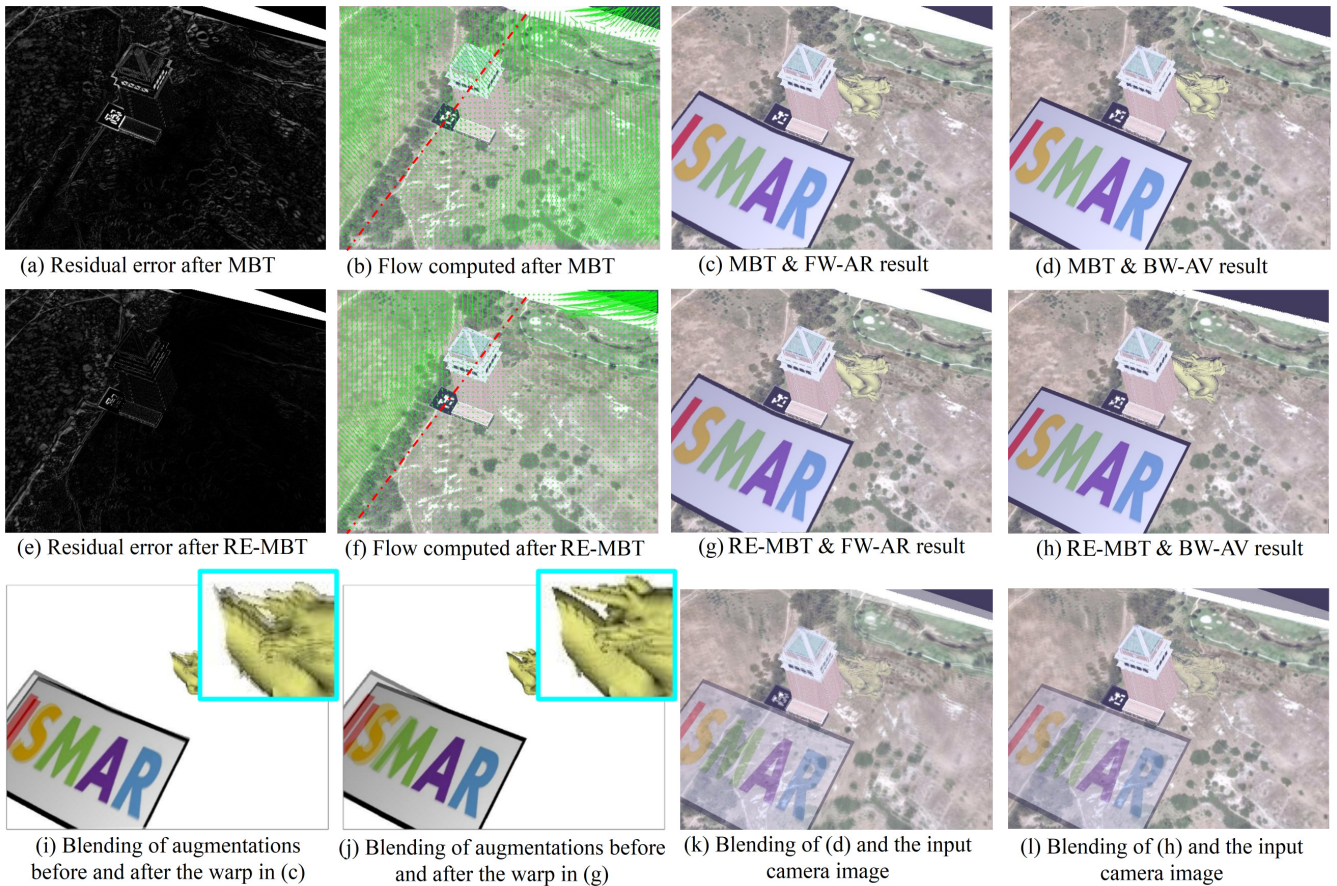 ISMAR
ISMAR
(a) Residual error after MBT
(b) Flow computed after MBT
(c) MBT & FW-AR result
(d) MBT & BW-AV result
ISMAR
ISMAR
(e) Residual error after RE-MBT
(f) Flow computed after RE-MBT
(g) RE-MBT & FW-AR result
(h) RE-MBT & BW-AV result
ISMAR
ISMAR
ISMAR
ISMAR
(i) Blending of augmentations
before and after the warp in (c)
(j) Blending of augmentations before
and after the warp in (g)
(k) Blending of (d) and the input
camera image
(l) Blending of (h) and the input
camera image